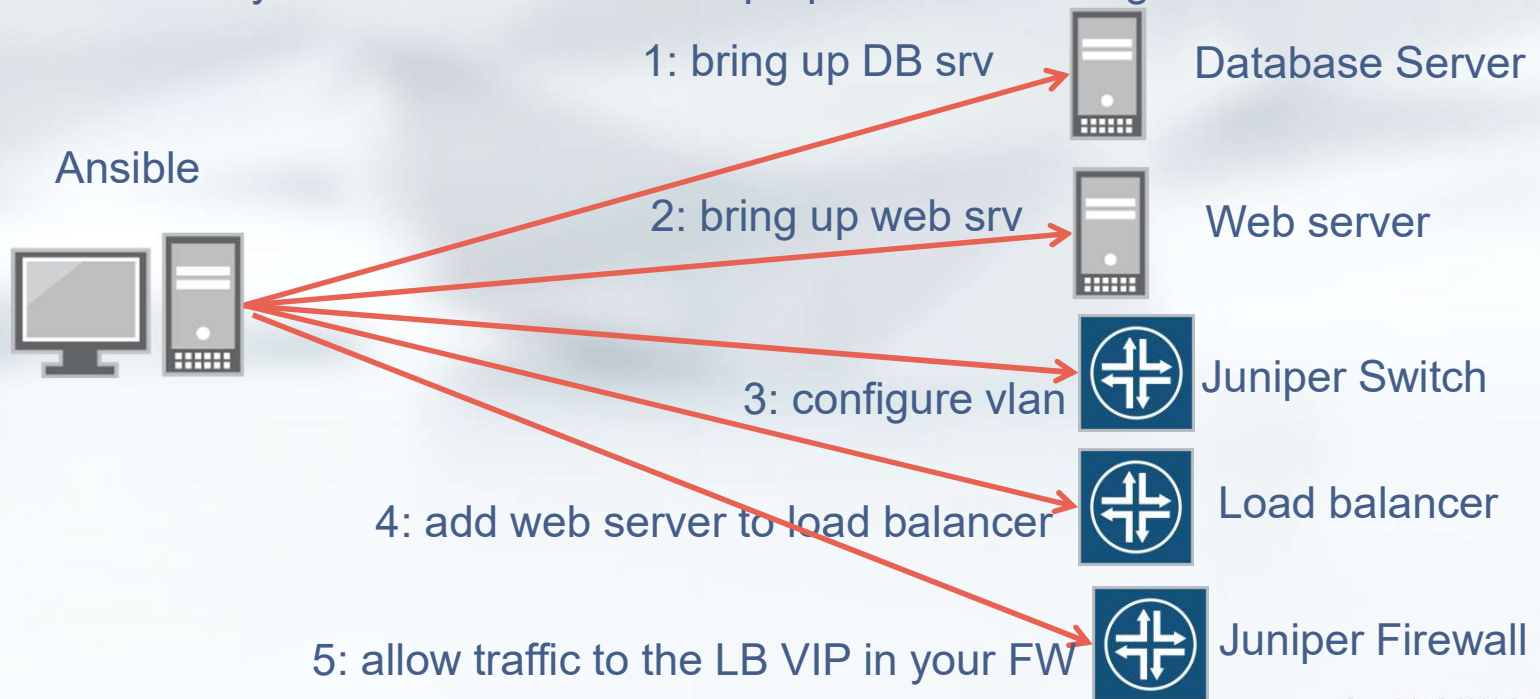 1: bring up DB srv
Database Server
Ansible
2: bring up web srv
Web server
3: configure vlan
Juniper Switch
4: add web server to load balancer
Load balancer
5: allow traffic to the LB VIP in your FW
Juniper Firewall